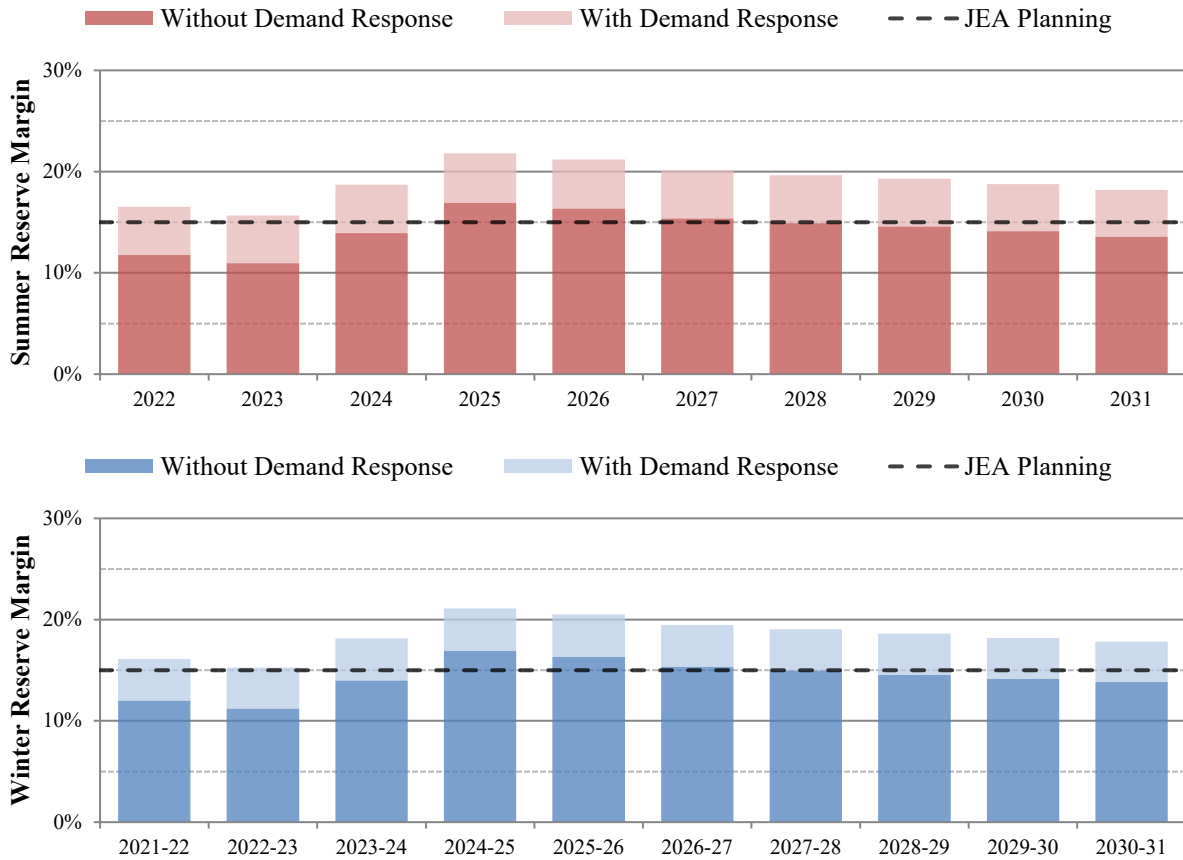 Without Demand Response With Demand Response JEA Planning
Summer Reserve Margin
30%
20%
10%
0%
2022 2023 2024 2025 2026 2027 2028 2029 2030 2031
Without Demand Response With Demand Response JEA Planning
Winter Reserve Margin
30%
20%
10%
0%
2021-22 2022-23 2023-24 2024-25 2025-26 2026-27 2027-28 2028-29 2029-30 2030-31